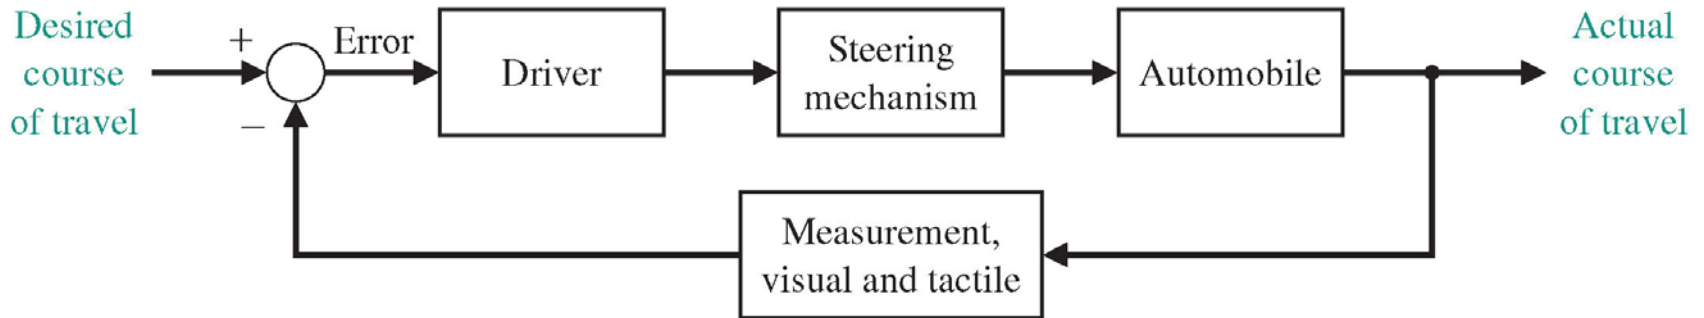 Desired
course
of travel
+
−
Error
Driver
Steering
mechanism
Automobile
Actual
course
of travel
Measurement,
visual and tactile